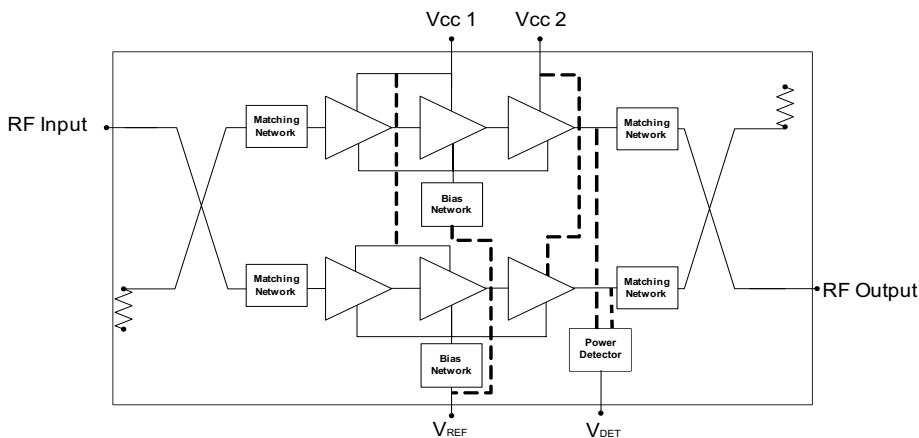 Vcc 1
Vcc 2
RF Input
Matching
Network
Matching
Network
Bias
Network
Matching
Network
Matching
Network
RF Output
Bias
Network
Power
Detector
VREF
VDET